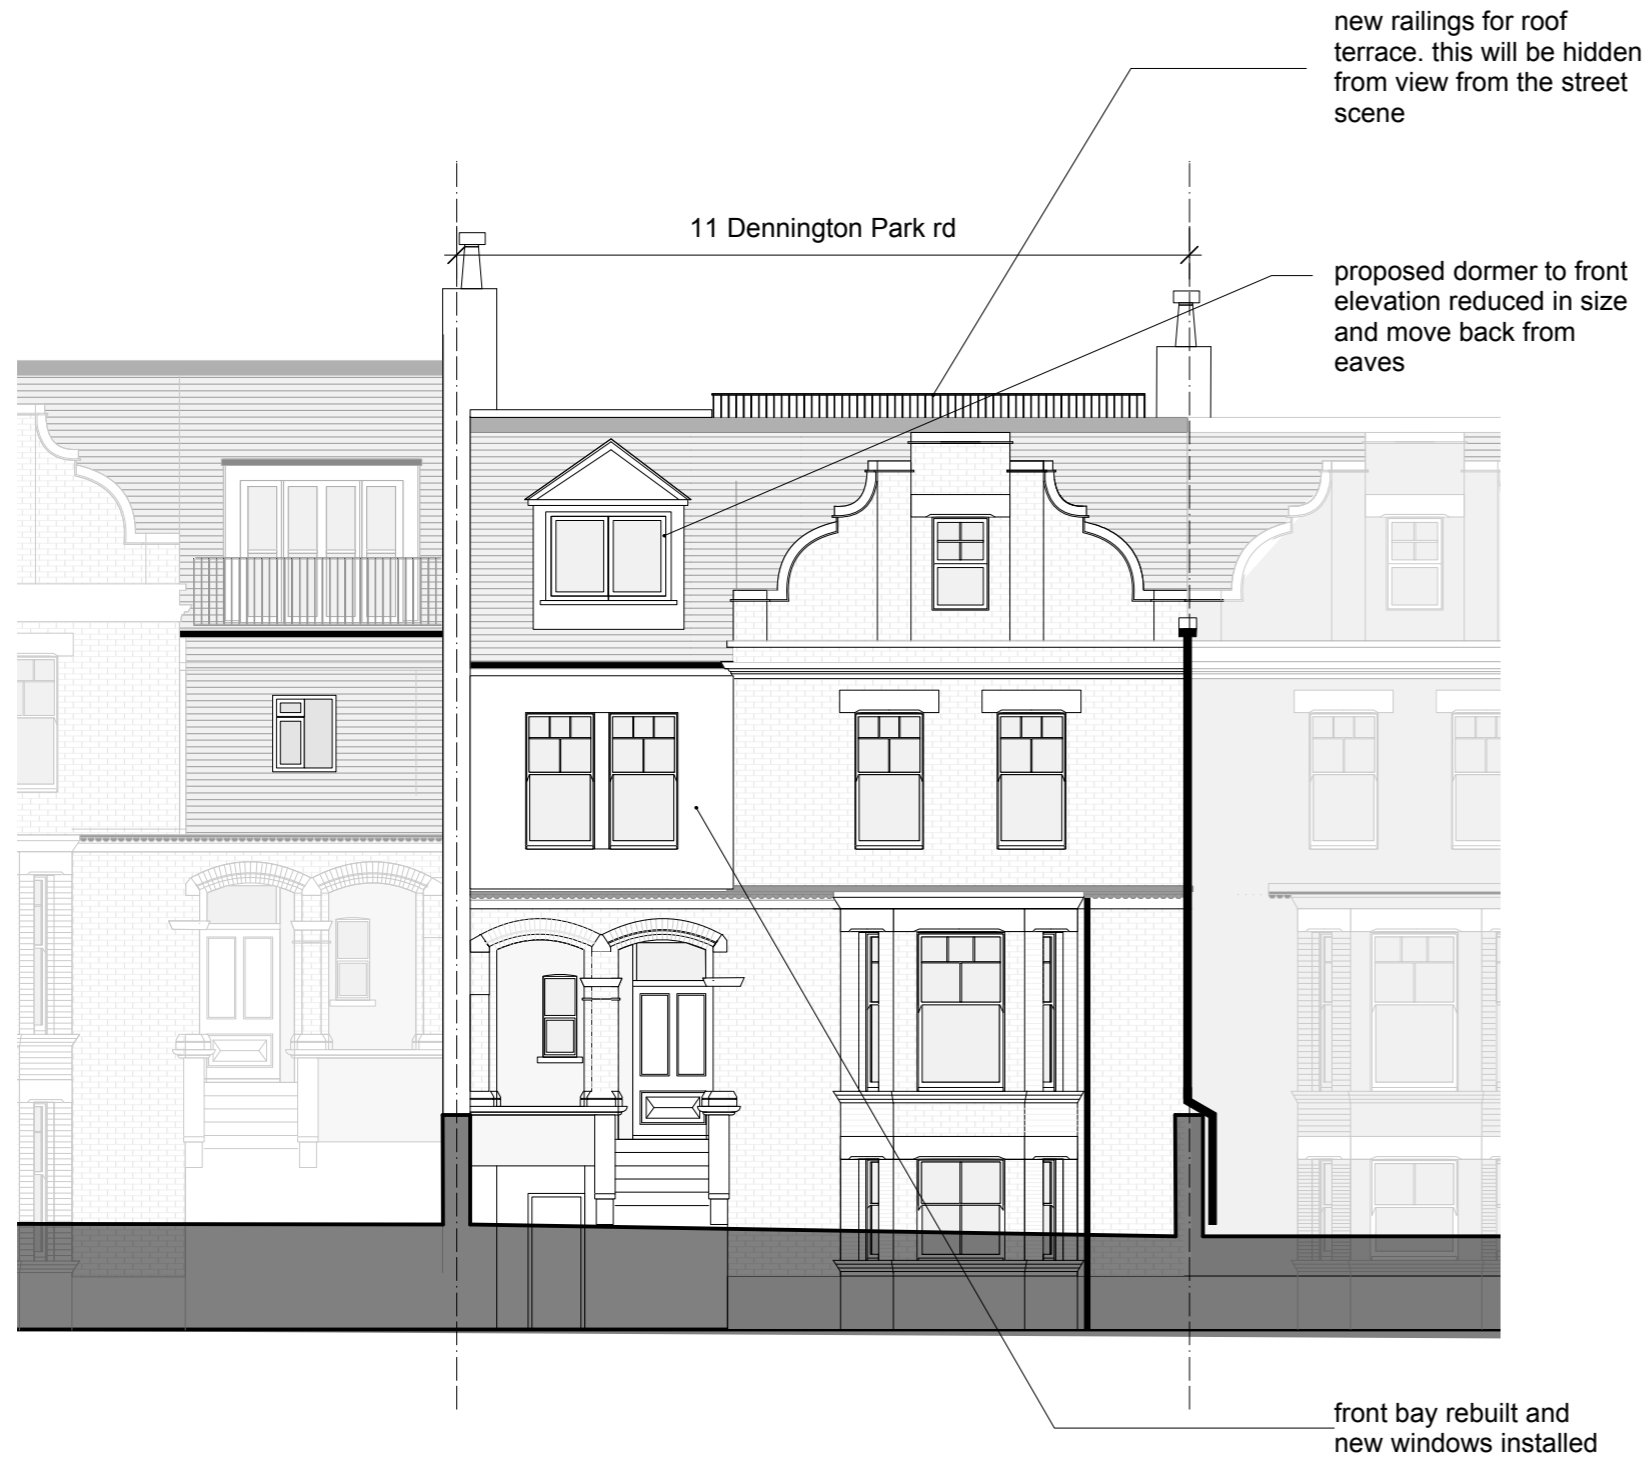 new railings for roof
terrace. this will be hidden
from view from the street
scene
11 Dennington Park rd
proposed dormer to front
elevation reduced in size
and move back from
eaves
front bay rebuilt and
new windows installed